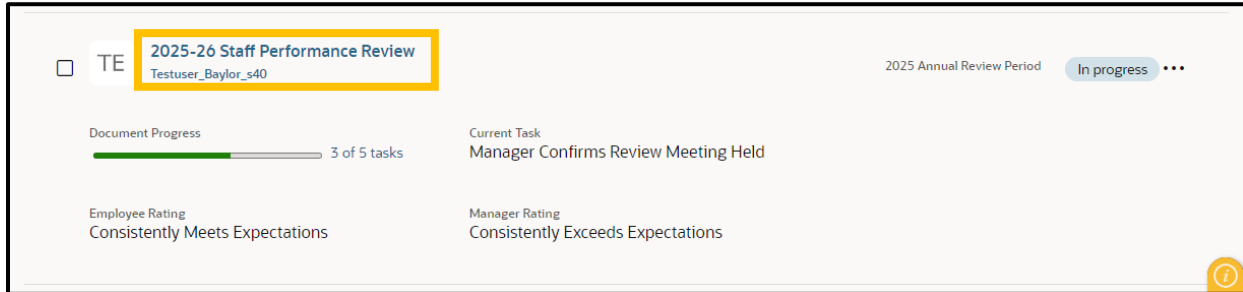 TE
2025-26 Staff Performance Review
Testuser_Baylor_s40
2025 Annual Review Period
In progress
Document Progress
3 of 5 tasks
Current Task
Manager Confirms Review Meeting Held
Employee Rating
Consistently Meets Expectations
Manager Rating
Consistently Exceeds Expectations